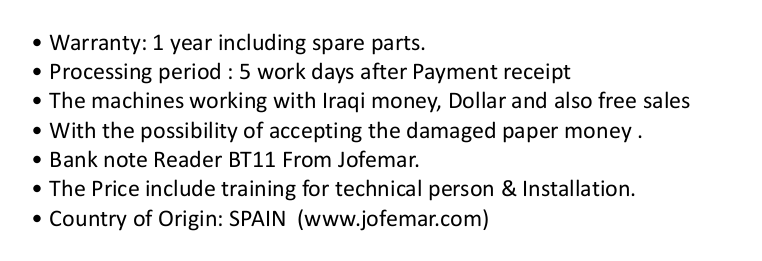 • Warranty: 1 year including spare parts.
• Processing period : 5 work days after Payment receipt
• The machines working with Iraqi money, Dollar and also free sales
• With the possibility of accepting the damaged paper money .
• Bank note Reader BT11 From Jofemar.
• The Price include training for technical person & Installation.
• Country of Origin: SPAIN  (www.jofemar.com)